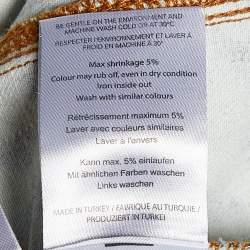 BE GENTLE ON THE ENVIRONMENT AND
MACHINE WASH COLD OR AT 30°C
RESPECTER l'ENVIRONNEMENT ET LAVER À
FROID EN MACHINE À 30°
Max shrinkage 5%
Colour may rub off, even in dry condition
Iron inside out
Wash with similar colours
Rétrécissement maximum 5%
Laver avec couleurs similaires
Laver à l'envers
Kann max. 5% einlaufen
Mit ähnlichen Farben waschen
Links waschen
MADE IN TURKEY / FABRIQUÉ AU TURQUIE/
PRODUZIERT IN TURKEI